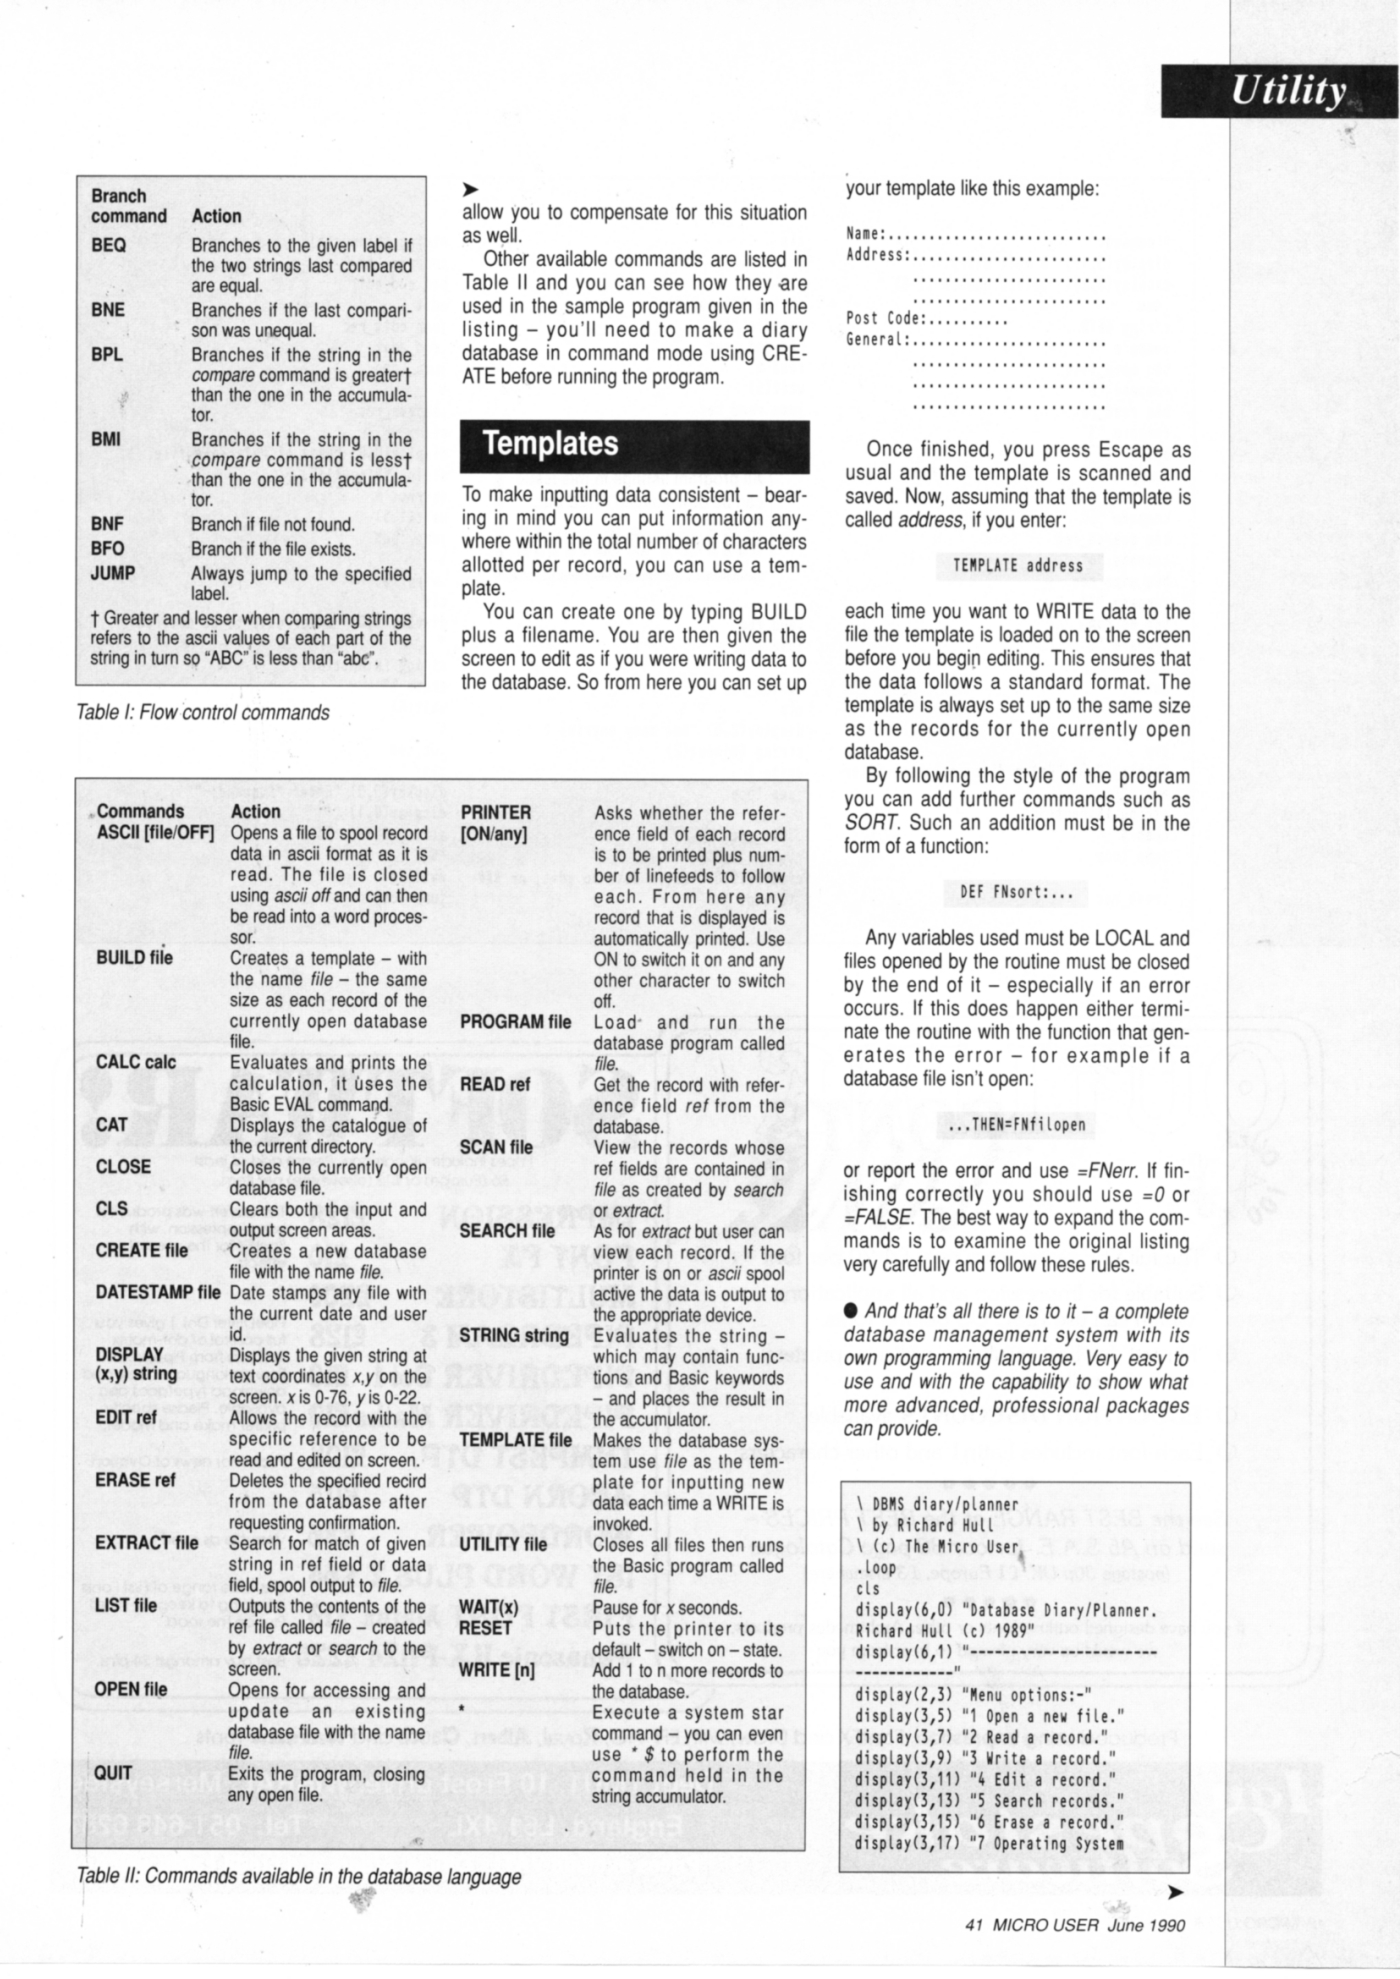 Utility
Branch
command Action
BEQ Branches to the given label if
the two strings last compared
are equal.
BNE Branches if the last compari-
son was unequal.
BPL Branches if the string in the
compare command is greater†
than the one in the accumula-
tor.
BMI Branches if the string in the
compare command is less†
than the one in the accumula-
tor.
BNF Branch if file not found.
BFO Branch if the file exists.
JUMP Always jump to the specified
label.
† Greater and lesser when comparing strings
refers to the ascii values of each part of the
string in turn so "ABC" is less than "abc".
Table I: Flow control commands
➤
allow you to compensate for this situation
as well.
Other available commands are listed in
Table II and you can see how they are
used in the sample program given in the
listing – you'll need to make a diary
database in command mode using CRE-
ATE before running the program.
Templates
To make inputting data consistent – bear-
ing in mind you can put information any-
where within the total number of characters
allotted per record, you can use a tem-
plate.
You can create one by typing BUILD
plus a filename. You are then given the
screen to edit as if you were writing data to
the database. So from here you can set up
your template like this example:
Name:...........................
Address:........................
........................
........................
Post Code:..........
General:........................
........................
........................
........................
Once finished, you press Escape as
usual and the template is scanned and
saved. Now, assuming that the template is
called address, if you enter:
TEMPLATE address
each time you want to WRITE data to the
file the template is loaded on to the screen
before you begin editing. This ensures that
the data follows a standard format. The
template is always set up to the same size
as the records for the currently open
database.
By following the style of the program
you can add further commands such as
SORT. Such an addition must be in the
form of a function:
DEF FNsort:...
Any variables used must be LOCAL and
files opened by the routine must be closed
by the end of it – especially if an error
occurs. If this does happen either termi-
nate the routine with the function that gen-
erates the error – for example if a
database file isn't open:
...THEN=FNfilopen
or report the error and use =FNerr. If fin-
ishing correctly you should use =0 or
=FALSE. The best way to expand the com-
mands is to examine the original listing
very carefully and follow these rules.
● And that's all there is to it – a complete
database management system with its
own programming language. Very easy to
use and with the capability to show what
more advanced, professional packages
can provide.
Commands Action
ASCII [file/OFF] Opens a file to spool record
data in ascii format as it is
read. The file is closed
using ascii off and can then
be read into a word proces-
sor.
BUILD file Creates a template – with
the name file – the same
size as each record of the
currently open database
file.
CALC calc Evaluates and prints the
calculation, it uses the
Basic EVAL command.
CAT Displays the catalogue of
the current directory.
CLOSE Closes the currently open
database file.
CLS Clears both the input and
output screen areas.
CREATE file Creates a new database
file with the name file.
DATESTAMP file Date stamps any file with
the current date and user
id.
DISPLAY Displays the given string at
(x,y) string text coordinates x,y on the
screen. x is 0-76, y is 0-22.
EDIT ref Allows the record with the
specific reference to be
read and edited on screen.
ERASE ref Deletes the specified recird
from the database after
requesting confirmation.
EXTRACT file Search for match of given
string in ref field or data
field, spool output to file.
LIST file Outputs the contents of the
ref file called file – created
by extract or search to the
screen.
OPEN file Opens for accessing and
update an existing
database file with the name
file.
QUIT Exits the program, closing
any open file.
PRINTER Asks whether the refer-
[ON/any] ence field of each record
is to be printed plus num-
ber of linefeeds to follow
each. From here any
record that is displayed is
automatically printed. Use
ON to switch it on and any
other character to switch
off.
PROGRAM file Load and run the
database program called
file.
READ ref Get the record with refer-
ence field ref from the
database.
SCAN file View the records whose
ref fields are contained in
file as created by search
or extract.
SEARCH file As for extract but user can
view each record. If the
printer is on or ascii spool
active the data is output to
the appropriate device.
STRING string Evaluates the string –
which may contain func-
tions and Basic keywords
– and places the result in
the accumulator.
TEMPLATE file Makes the database sys-
tem use file as the tem-
plate for inputting new
data each time a WRITE is
invoked.
UTILITY file Closes all files then runs
the Basic program called
file.
WAIT(x) Pause for x seconds.
RESET Puts the printer to its
default – switch on – state.
WRITE [n] Add 1 to n more records to
the database.
* Execute a system star
command – you can even
use * $ to perform the
command held in the
string accumulator.
Table II: Commands available in the database language
\ DBMS diary/planner
\ by Richard Hull
\ (c) The Micro User
.loop
cls
display(6,0) "Database Diary/Planner.
Richard Hull (c) 1989"
display(6,1) "-----------------------
------------"
display(2,3) "Menu options:-"
display(3,5) "1 Open a new file."
display(3,7) "2 Read a record."
display(3,9) "3 Write a record."
display(3,11) "4 Edit a record."
display(3,13) "5 Search records."
display(3,15) "6 Erase a record."
display(3,17) "7 Operating System
➤
41 MICRO USER June 1990